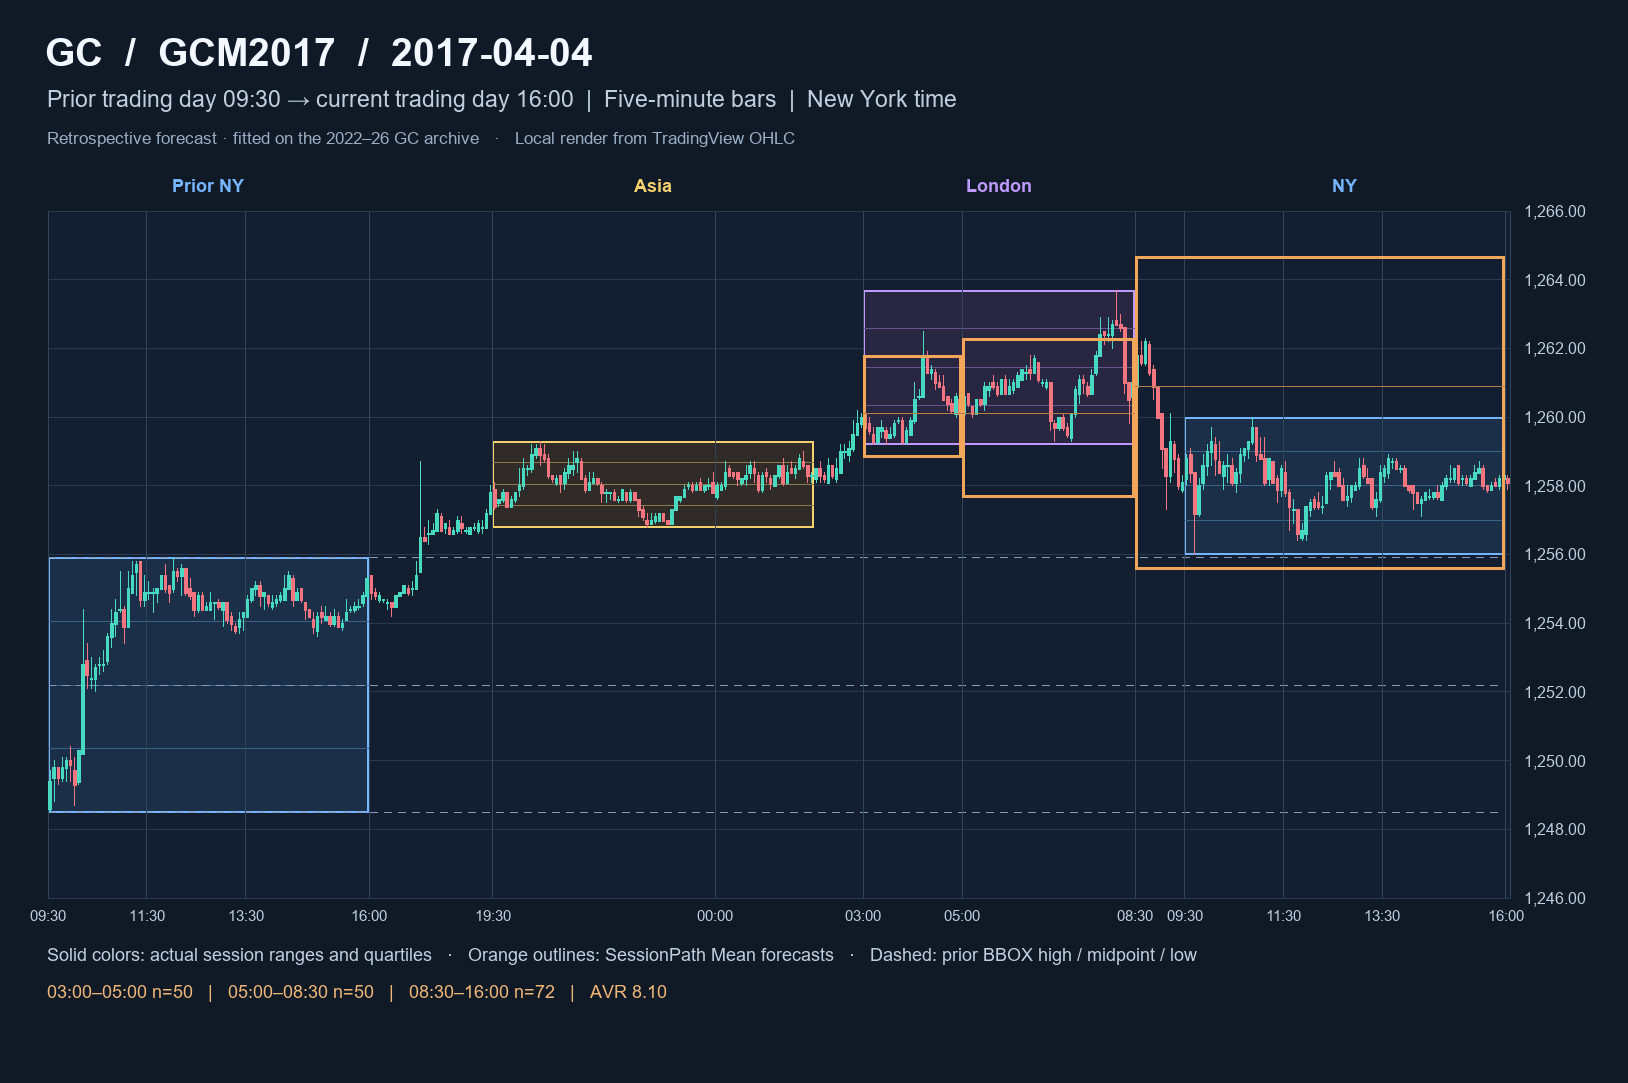 GC / GCM2017 / 2017-04-04
Prior trading day 09:30 → current trading day 16:00 | Five-minute bars | New York time
Retrospective forecast · fitted on the 2022–26 GC archive · Local render from TradingView OHLC
Prior NY Asia London NY
1,266.00
1,264.00
1,262.00
1,260.00
1,258.00
1,256.00
1,254.00
1,252.00
1,250.00
1,248.00
1,246.00
09:30 11:30 13:30 16:00 19:30 00:00 03:00 05:00 08:30 09:30 11:30 13:30 16:00
Solid colors: actual session ranges and quartiles · Orange outlines: SessionPath Mean forecasts · Dashed: prior BBOX high / midpoint / low
03:00–05:00 n=50 | 05:00–08:30 n=50 | 08:30–16:00 n=72 | AVR 8.10